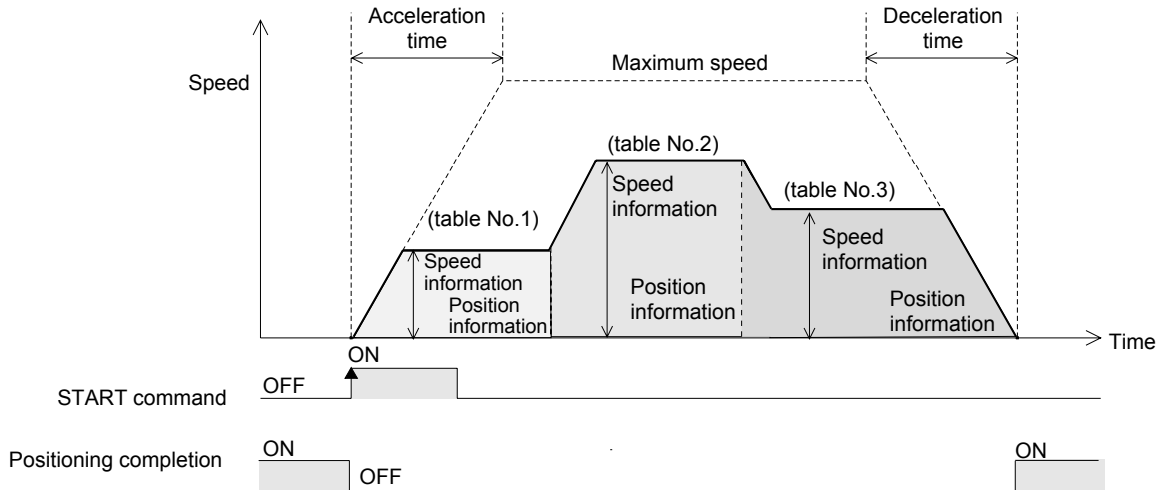 Acceleration
time
Deceleration
time
Maximum speed
Speed
(table No.2)
(table No.3)
(table No.1)
Speed
information
Speed
information
Speed
information
Position
information
Position
information
Position
information
Time
ON
OFF
START command
ON
ON
Positioning completion
OFF